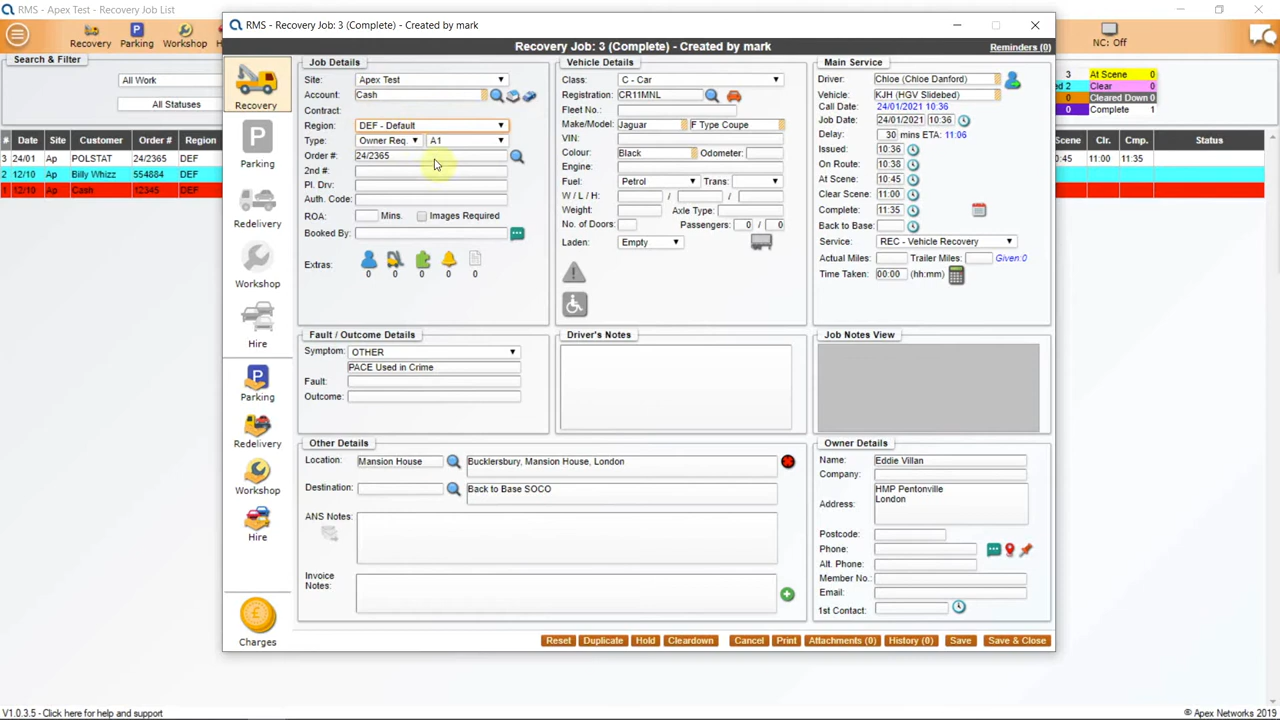 RMS - Apex Test - Recovery Job List
Recovery
Parking
Workshop
NC: Off
Search & Filter
All Work
All Statuses
3
At Scene 0
Clear 0
Cleared Down 0
Complete 1
# Date Site Customer Order # Region
Scene Clr. Cmp. Status
3 24/01 Ap POLSTAT 24/2365 DEF
11:00 11:35
2 12/10 Ap Billy Whizz 554884 DEF
1 12/10 Ap Cash 12345 DEF
RMS - Recovery Job: 3 (Complete) - Created by mark
Recovery Job: 3 (Complete) - Created by mark
Reminders (0)
Recovery
Parking
Redelivery
Workshop
Hire
Parking
Redelivery
Workshop
Hire
Charges
Job Details
Site: Apex Test
Account: Cash
Contract:
Region: DEF - Default
Type: Owner Req. A1
Order #: 24/2365
2nd #:
Pl. Drv:
Auth. Code:
ROA: Mins. Images Required
Booked By:
Extras:
0 0 0 0 0
Vehicle Details
Class: C - Car
Registration: CR11MNL
Fleet No.:
Make/Model: Jaguar F Type Coupe
VIN:
Colour: Black Odometer:
Engine:
Fuel: Petrol Trans:
W / L / H: / /
Weight: Axle Type:
No. of Doors: Passengers: 0 / 0
Laden: Empty
Main Service
Driver: Chloe (Chloe Danford)
Vehicle: KJH (HGV Slidebed)
Call Date: 24/01/2021 10:36
Job Date: 24/01/2021 10:36
Delay: 30 mins ETA: 11:06
Issued: 10:36
On Route: 10:38
At Scene: 10:45
Clear Scene: 11:00
Complete: 11:35
Back to Base:
Service: REC - Vehicle Recovery
Actual Miles: Trailer Miles: Given:0
Time Taken: 00:00 (hh:mm)
Fault / Outcome Details
Symptom: OTHER
PACE Used in Crime
Fault:
Outcome:
Driver's Notes
Job Notes View
Other Details
Location: Mansion House Bucklersbury, Mansion House, London
Destination: Back to Base SOCO
ANS Notes:
Invoice
Notes:
Owner Details
Name: Eddie Villan
Company:
Address: HMP Pentonville
London
Postcode:
Phone:
Alt. Phone:
Member No.:
Email:
1st Contact:
Reset Duplicate Hold Cleardown Cancel Print Attachments (0) History (0) Save Save & Close
V1.0.3.5 - Click here for help and support
© Apex Networks 2019